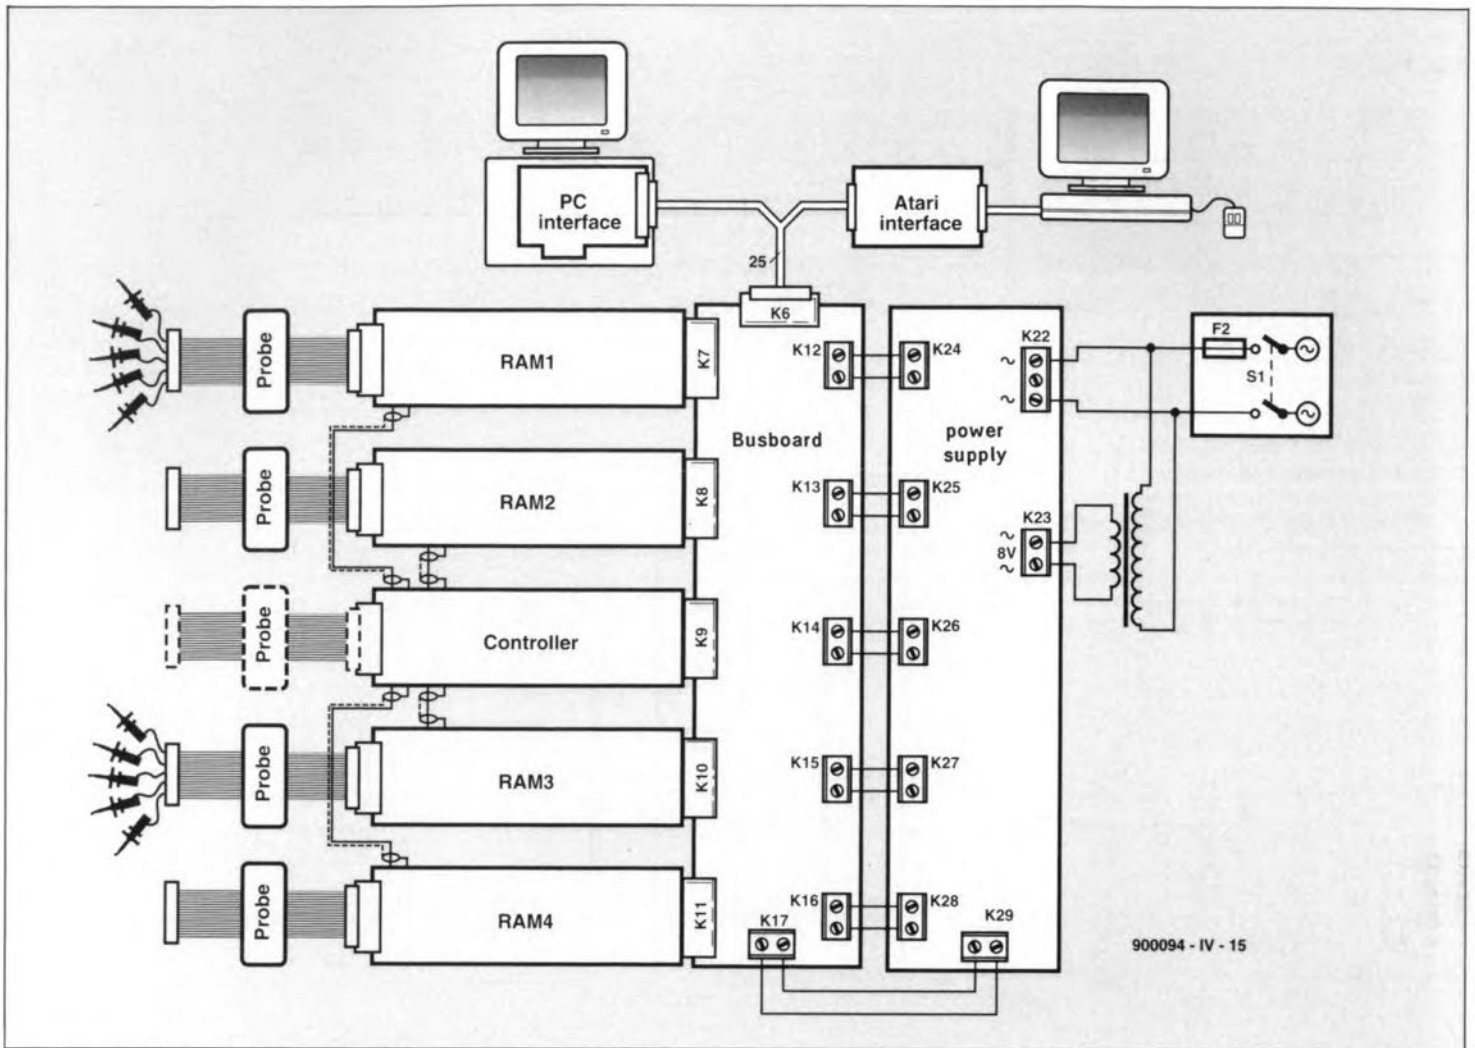 PC
interface
Atari
interface
25
K6
Probe
RAM1
K7
K12
K24
K22
~
~
F2
S1
~
~
Busboard
power
supply
Probe
RAM2
K8
K13
K25
K23
~
8V
~
Probe
Controller
K9
K14
K26
Probe
RAM3
K10
K15
K27
Probe
RAM4
K11
K16
K28
K17
K29
900094 - IV - 15